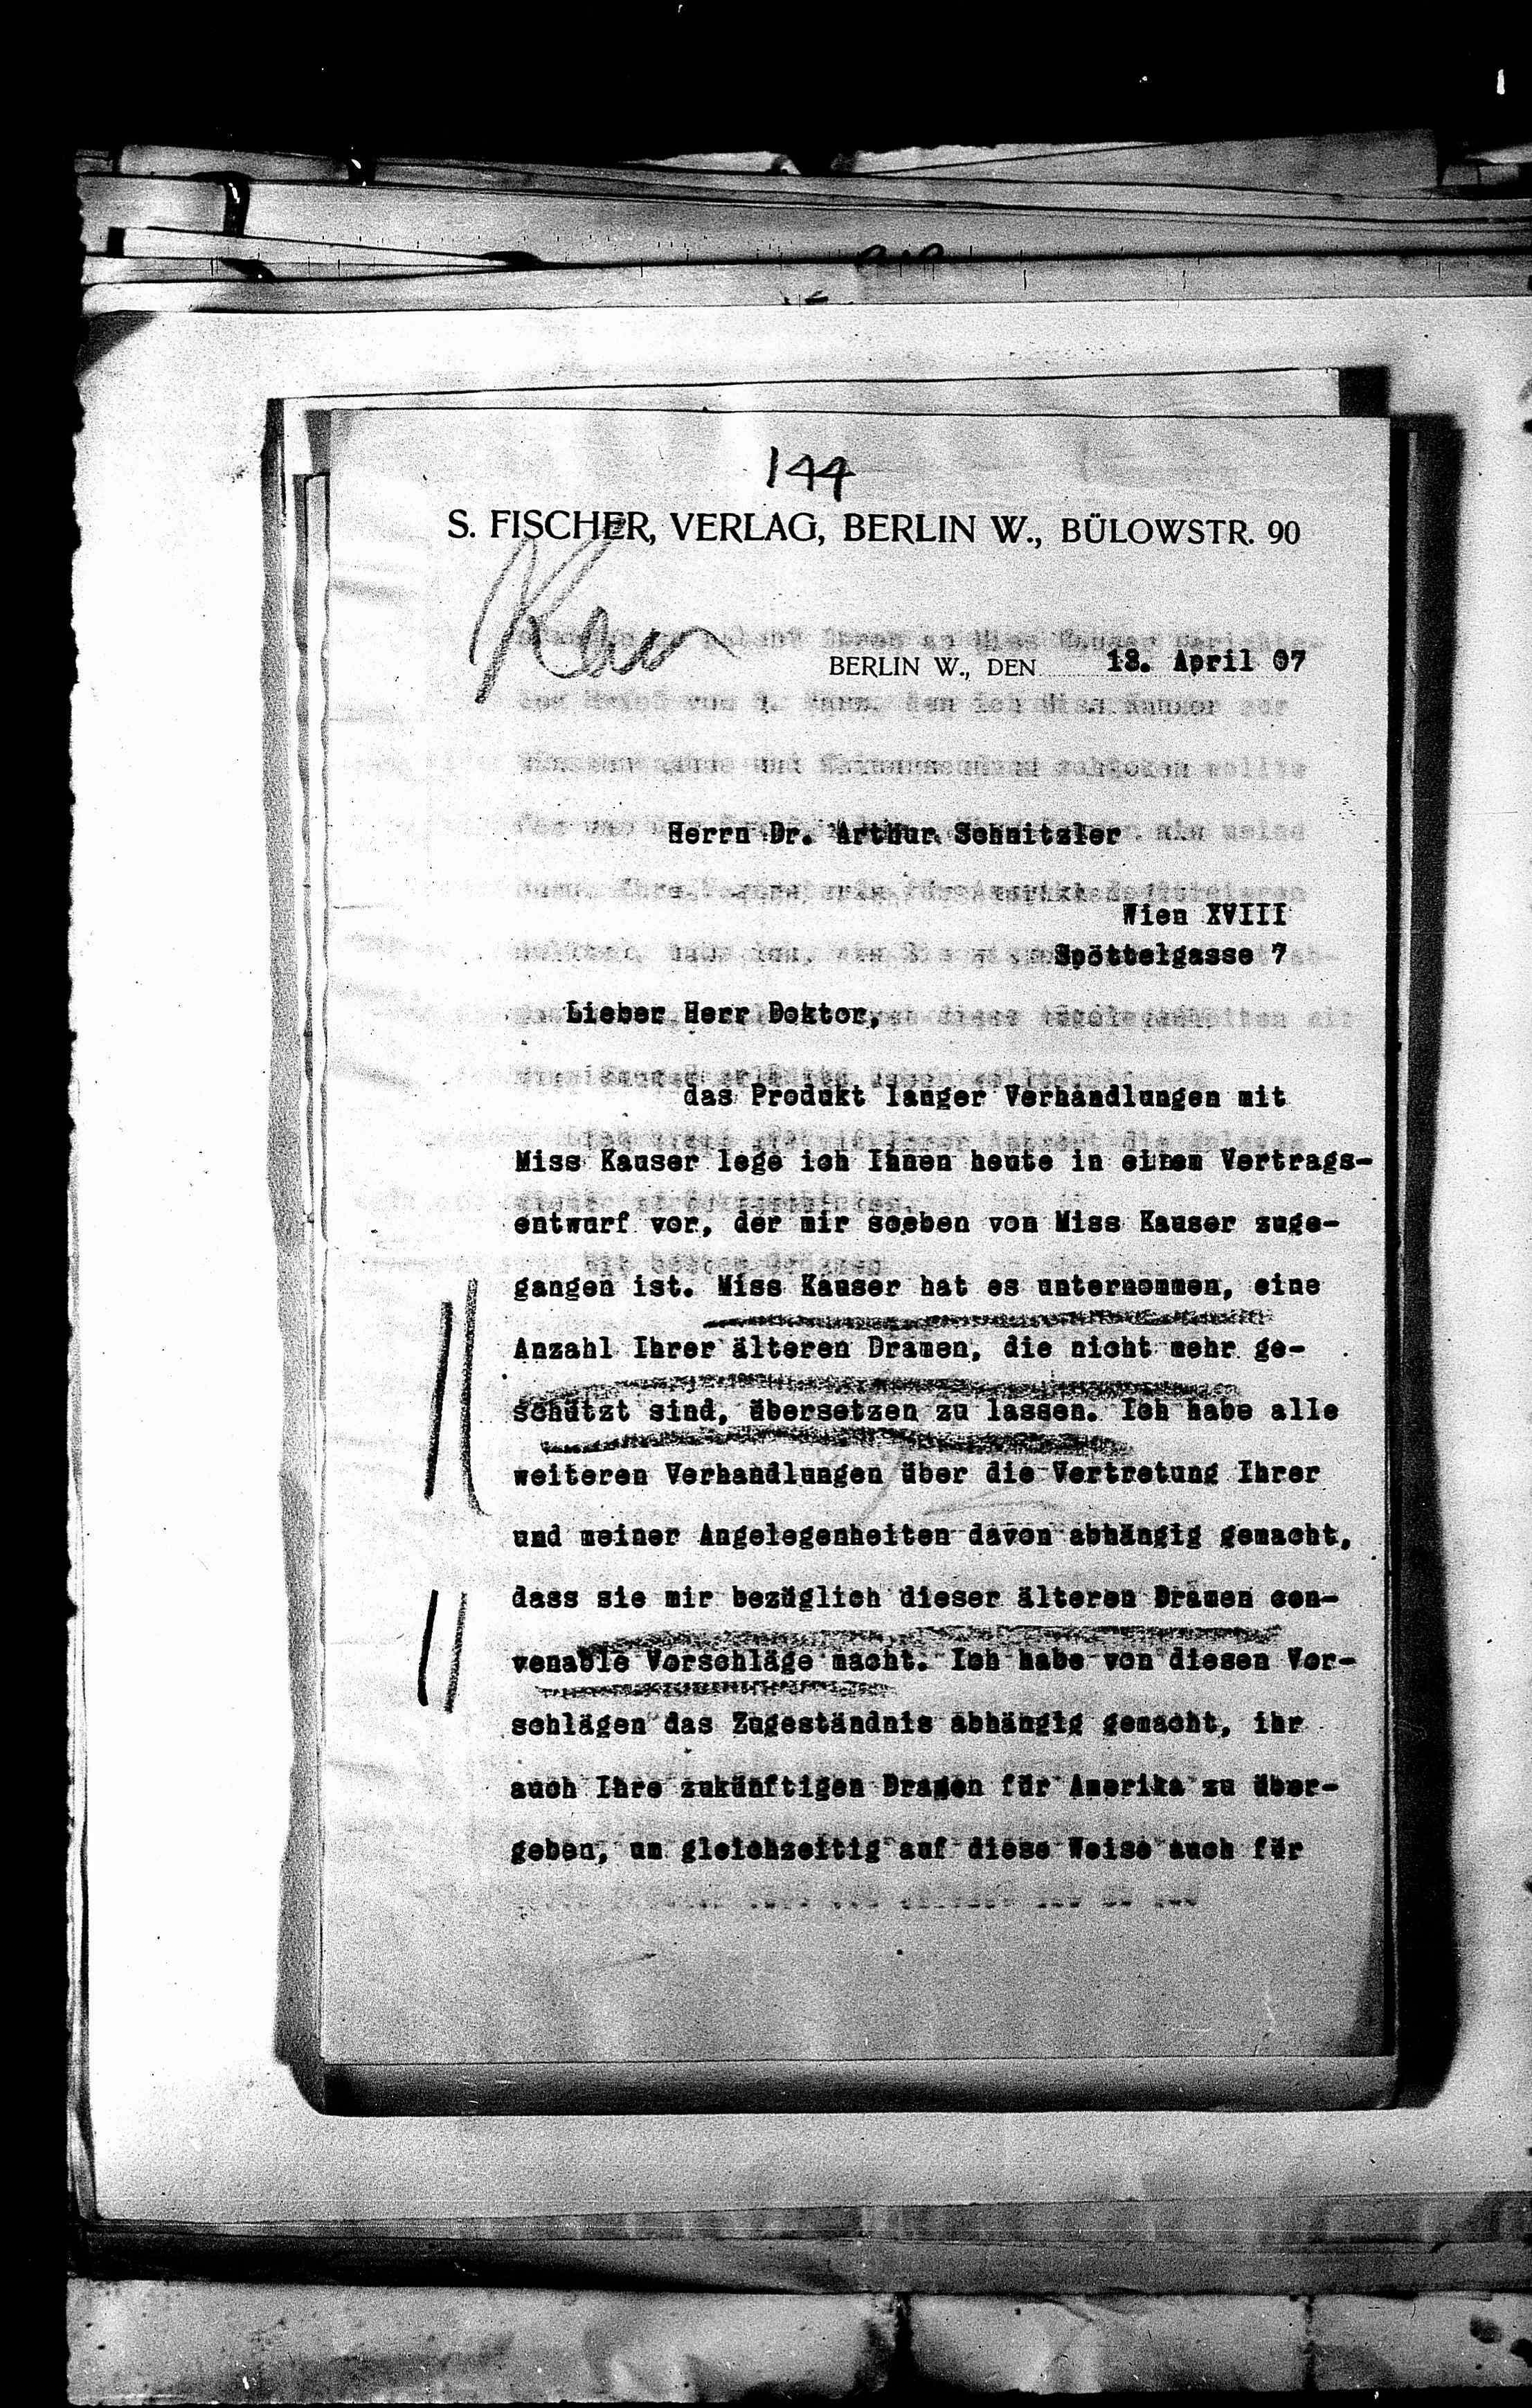 144
S. FISCHER, VERLAG, BERLIN W., BÜLOWSTR. 90
BERLIN W., DEN 18. April 07
Herrn Dr. Arthur Schnitzler
Wien XVIII
Spöttelgasse 7
Lieber Herr Doktor,
das Produkt langer Verhandlungen mit
Miss Kauser lege ich Ihnen heute in einem Vertrags-
entwurf vor, der mir soeben von Miss Kauser zuge-
gangen ist. Miss Kauser hat es unternommen, eine
Anzahl Ihrer älteren Dramen, die nicht mehr ge-
schützt sind, übersetzen zu lassen. Ich habe alle
weiteren Verhandlungen über die Vertretung Ihrer
und meiner Angelegenheiten davon abhängig gemacht,
dass sie mir bezüglich dieser älteren Dramen con-
venable Vorschläge macht. Ich habe von diesen Vor-
schlägen das Zugeständnis abhängig gemacht, ihr
auch Ihre zukünftigen Dramen für Amerika zu über-
geben, um gleichzeitig auf diese Weise auch für